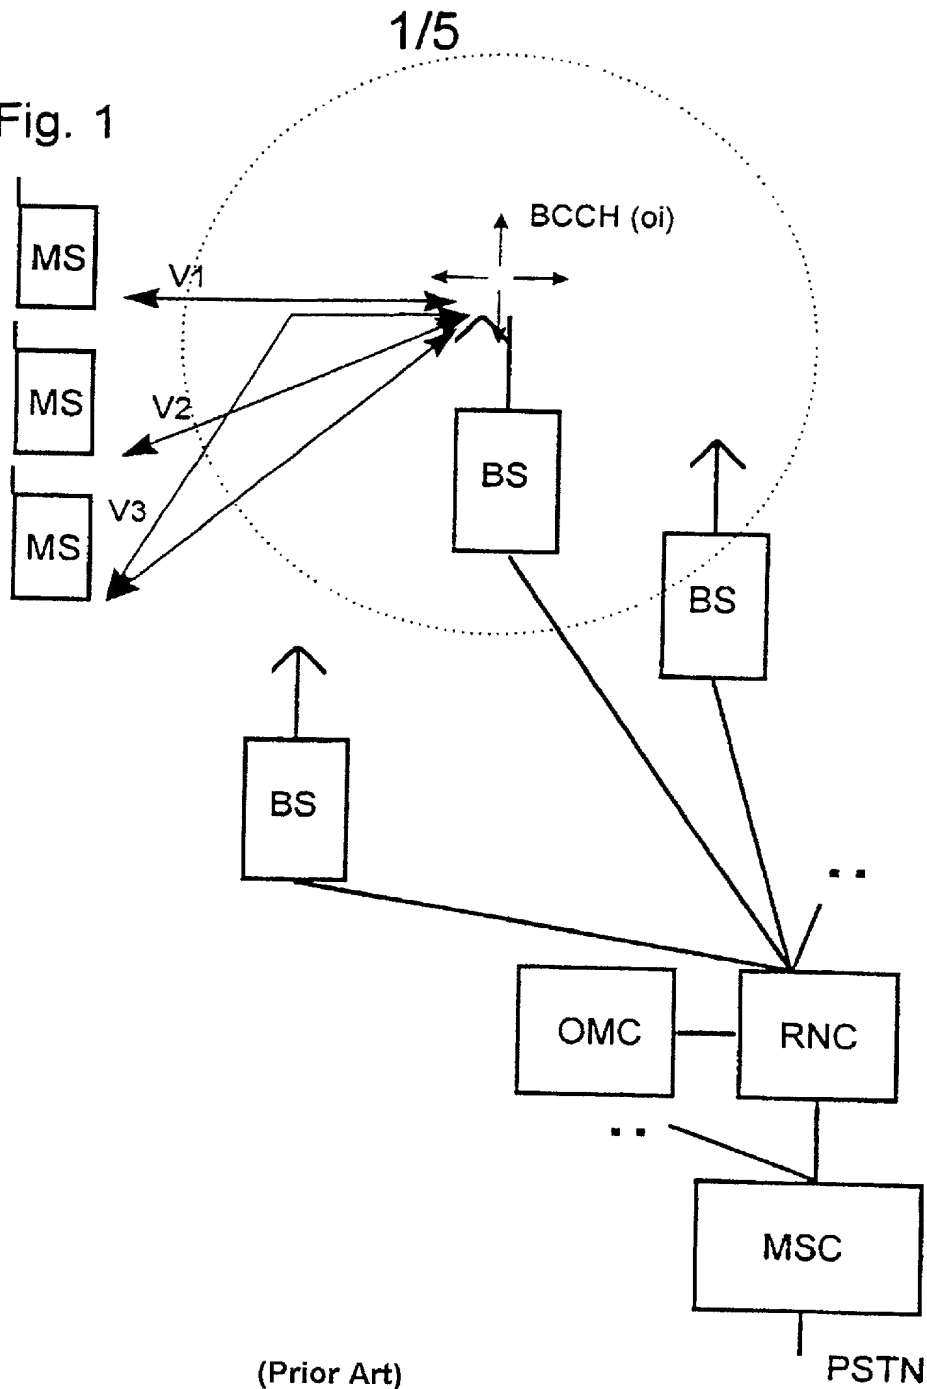 1/5
Fig. 1
BCCH (oi)
MS
V1
MS
V2
BS
V3
MS
BS
BS
..
OMC
RNC
..
MSC
(Prior Art)
PSTN